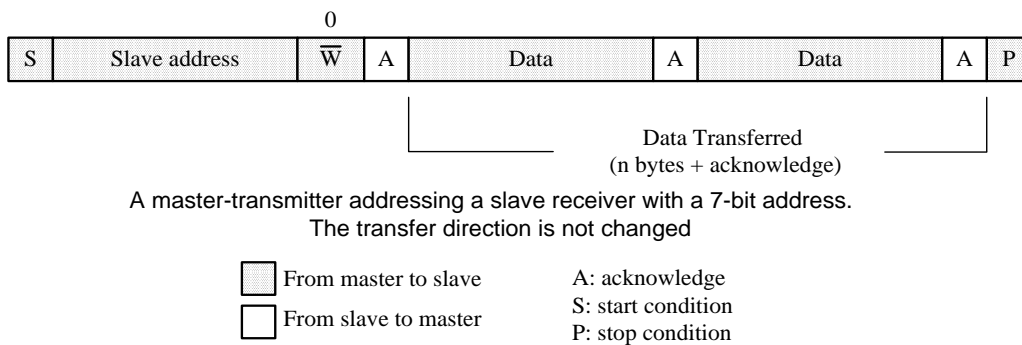 0
S Slave address W̅ A Data A Data A P
Data Transferred
(n bytes + acknowledge)
A master-transmitter addressing a slave receiver with a 7-bit address.
The transfer direction is not changed
From master to slave
From slave to master
A: acknowledge
S: start condition
P: stop condition